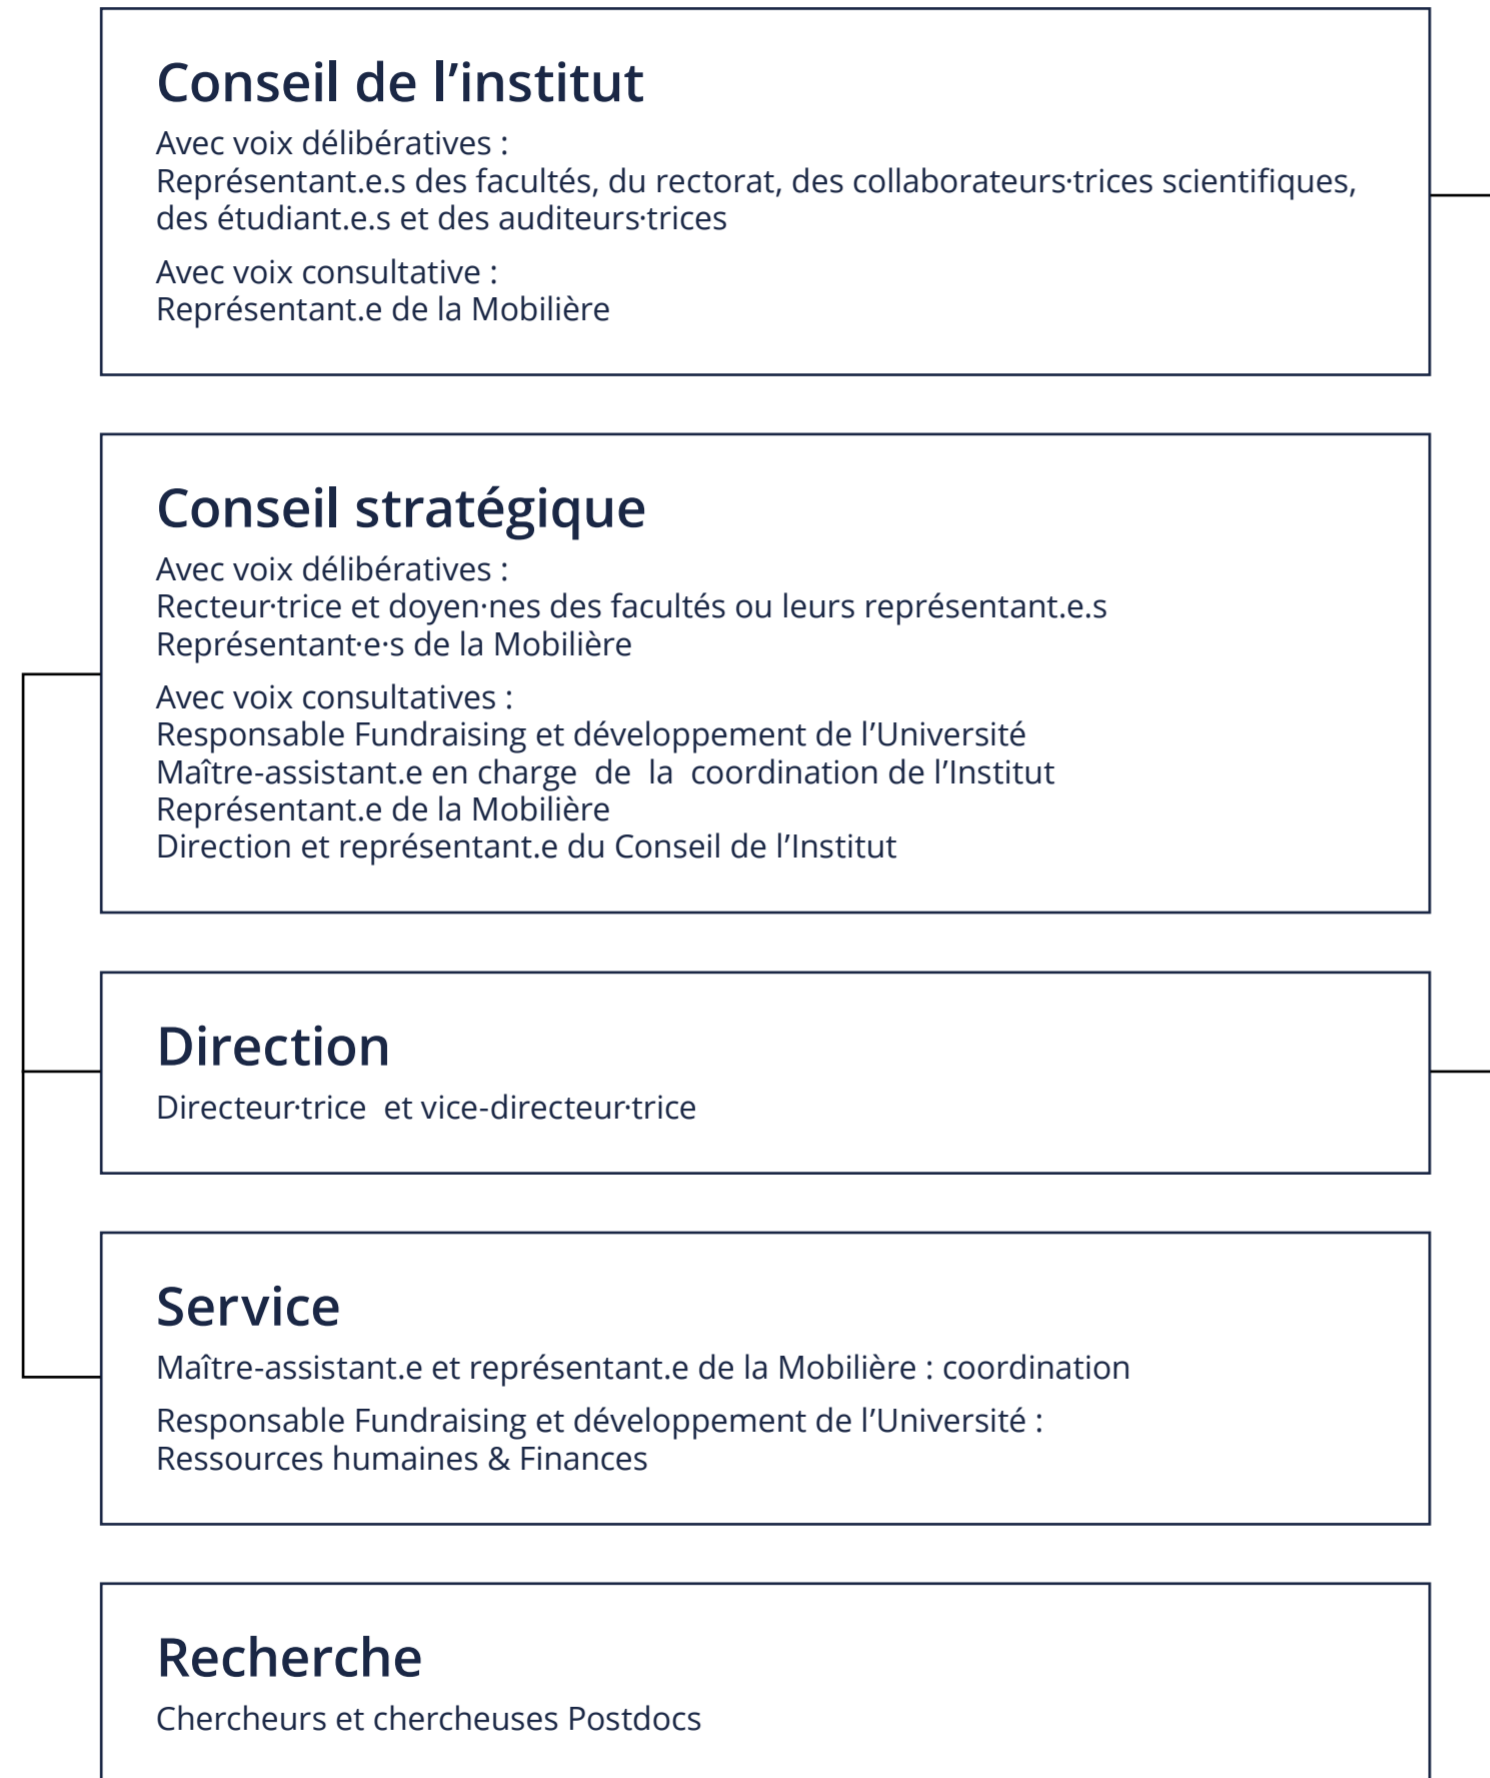 Conseil de l’institut
Avec voix délibératives :
Représentant.e.s des facultés, du rectorat, des collaborateurs·trices scientifiques,
des étudiant.e.s et des auditeurs·trices
Avec voix consultative :
Représentant.e de la Mobilière
Conseil stratégique
Avec voix délibératives :
Recteur·trice et doyen·nes des facultés ou leurs représentant.e.s
Représentant·e·s de la Mobilière
Avec voix consultatives :
Responsable Fundraising et développement de l’Université
Maître-assistant.e en charge de la coordination de l’Institut
Représentant.e de la Mobilière
Direction et représentant.e du Conseil de l’Institut
Direction
Directeur·trice et vice-directeur·trice
Service
Maître-assistant.e et représentant.e de la Mobilière : coordination
Responsable Fundraising et développement de l’Université :
Ressources humaines & Finances
Recherche
Chercheurs et chercheuses Postdocs